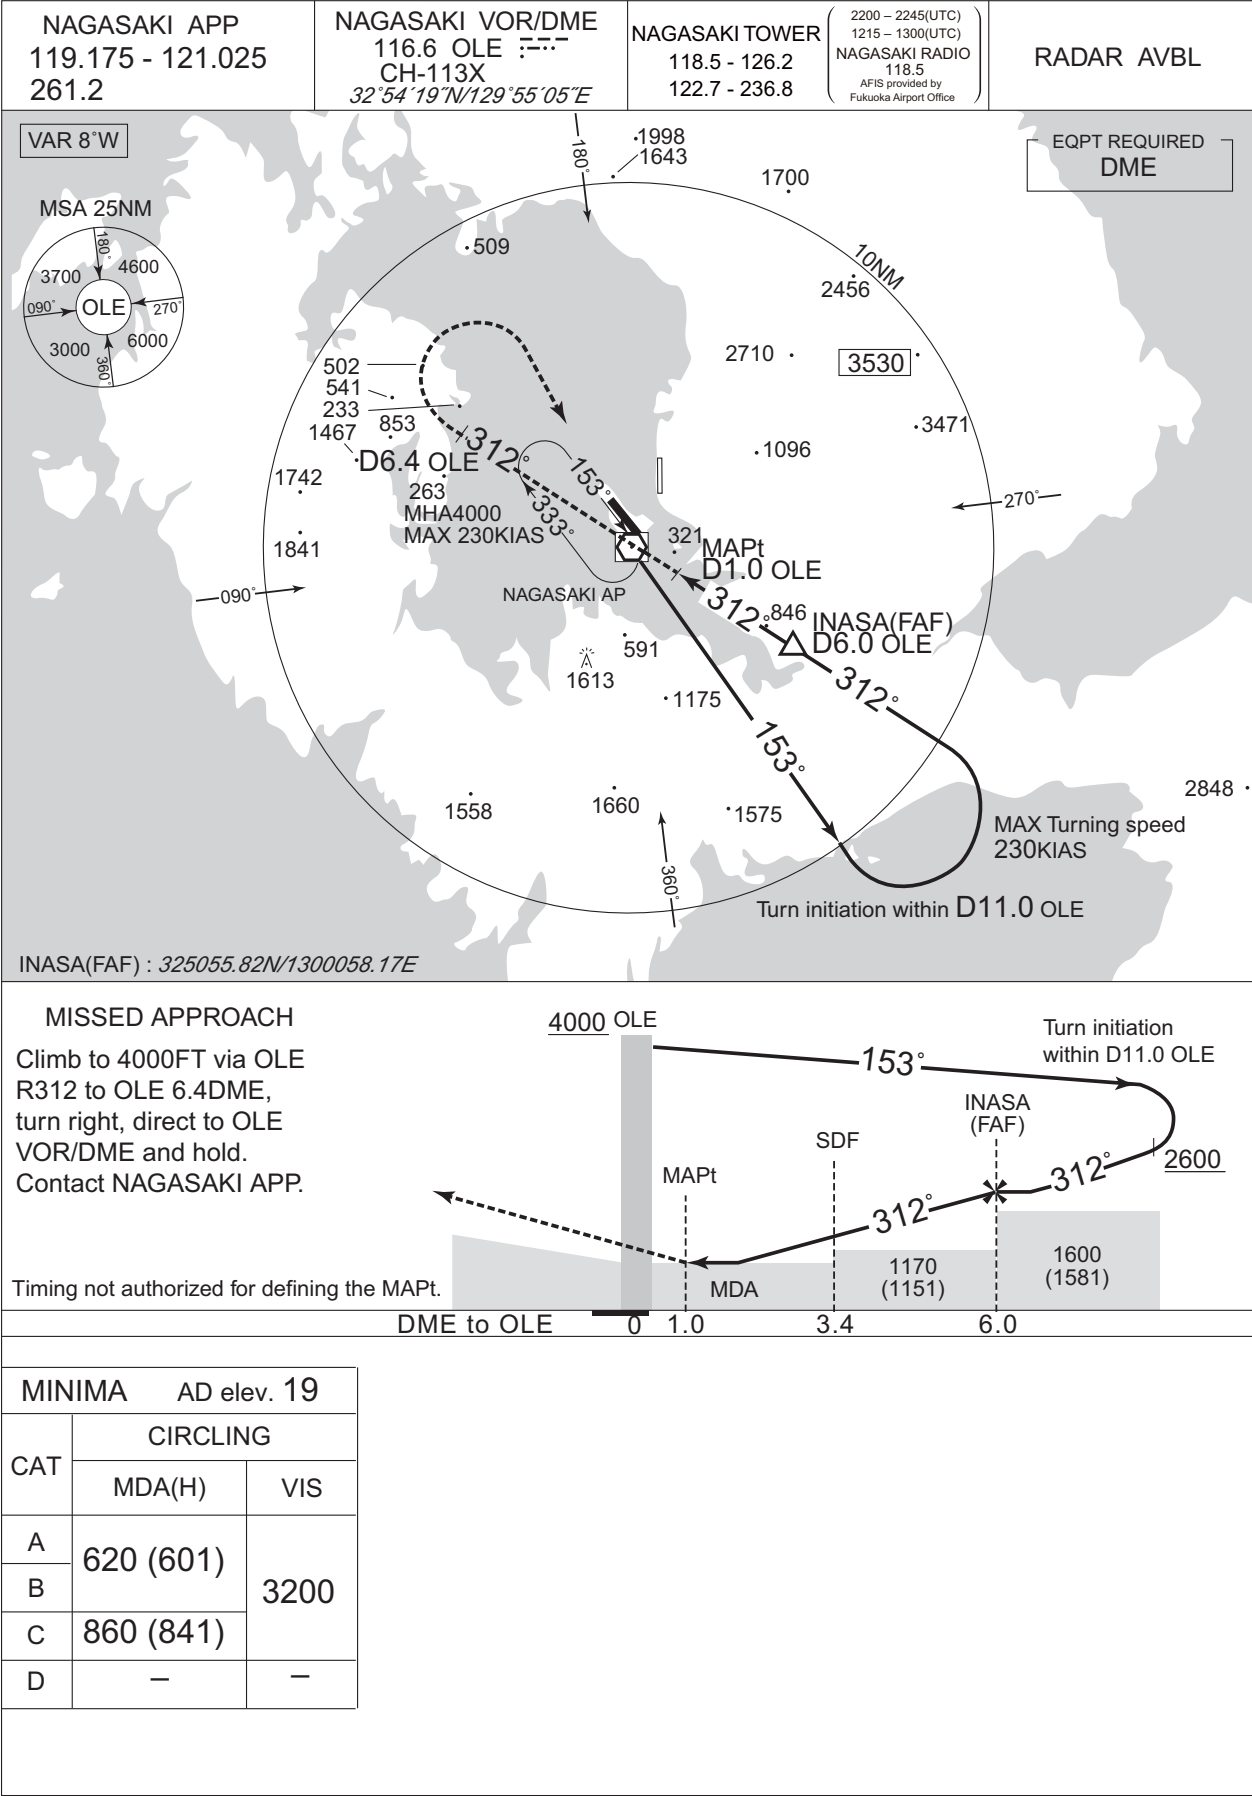 NAGASAKI APP
119.175 - 121.025
261.2
NAGASAKI VOR/DME
116.6 OLE
CH-113X
32°54´19˝N/129°55´05˝E
NAGASAKI TOWER
118.5 - 126.2
122.7 - 236.8
2200 – 2245(UTC)
1215 – 1300(UTC)
NAGASAKI RADIO
118.5
AFIS provided by
Fukuoka Airport Office
RADAR AVBL
VAR 8˚W
EQPT REQUIRED
DME
MSA 25NM
180˚
3700
4600
090˚
OLE
270˚
3000
6000
360˚
180˚
1998
1643
1700
509
10NM
2456
2710
3530
502
541
233
853
1467
312˚
3471
D6.4 OLE
153˚
1096
1742
263
MHA4000
333˚
MAX 230KIAS
270˚
1841
321
MAPt
D1.0 OLE
090˚
NAGASAKI AP
312˚
846
INASA(FAF)
D6.0 OLE
591
1613
312˚
1175
153˚
2848
1558
1660
1575
MAX Turning speed
230KIAS
360˚
Turn initiation within D11.0 OLE
INASA(FAF) : 325055.82N/1300058.17E
MISSED APPROACH
Climb to 4000FT via OLE
R312 to OLE 6.4DME,
turn right, direct to OLE
VOR/DME and hold.
Contact NAGASAKI APP.
Timing not authorized for defining the MAPt.
4000 OLE
Turn initiation
within D11.0 OLE
153˚
INASA
(FAF)
SDF
MAPt
312˚
2600
312˚
1600
(1581)
1170
(1151)
MDA
DME to OLE 0 1.0 3.4 6.0
MINIMA AD elev. 19
CAT
CIRCLING
MDA(H) VIS
A
620 (601)
B
3200
C
860 (841)
D – –